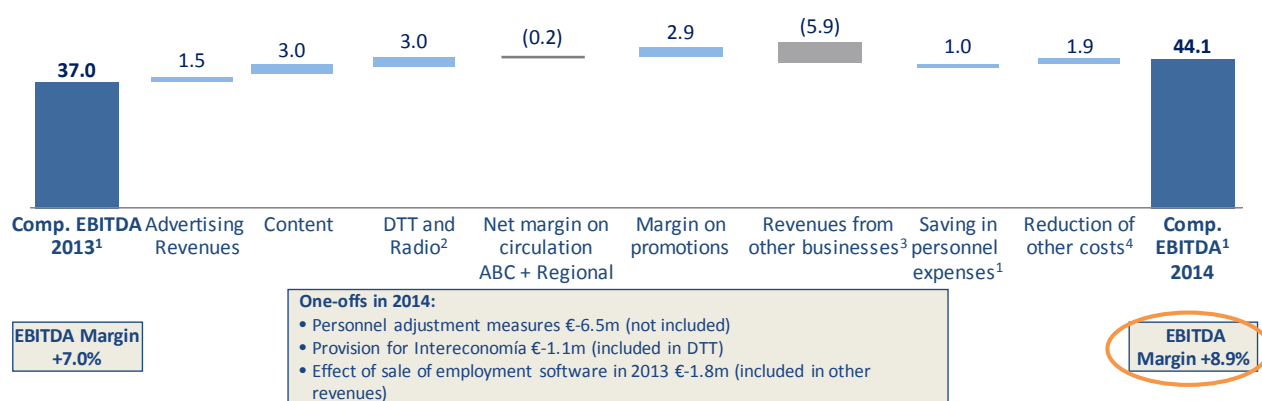 37.0
1.5
3.0
3.0
(0.2)
2.9
(5.9)
1.0
1.9
44.1
Comp. EBITDA
2013¹
Advertising
Revenues
Content
DTT and
Radio²
Net margin on
circulation
ABC + Regional
Margin on
promotions
Revenues from
other businesses³
Saving in
personnel
expenses¹
Reduction of
other costs⁴
Comp.
EBITDA¹
2014
EBITDA Margin
+7.0%
One-offs in 2014:
• Personnel adjustment measures €-6.5m (not included)
• Provision for Intereconomía €-1.1m (included in DTT)
• Effect of sale of employment software in 2013 €-1.8m (included in other
revenues)
EBITDA
Margin +8.9%